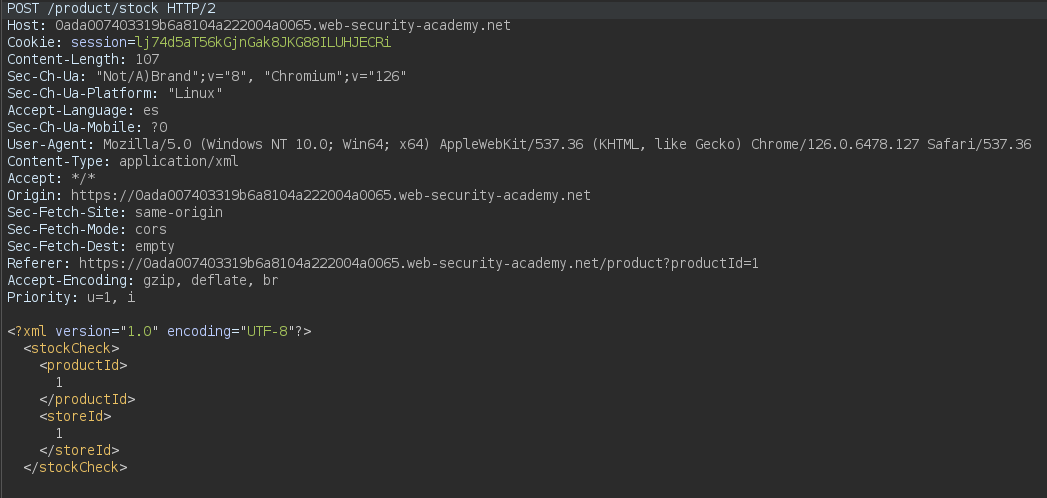 POST /product/stock HTTP/2
Host: 0ada007403319b6a8104a222004a0065.web-security-academy.net
Cookie: session=lj74d5aT56kGjnGak8JKG88ILUHJECRi
Content-Length: 107
Sec-Ch-Ua: "Not/A)Brand";v="8", "Chromium";v="126"
Sec-Ch-Ua-Platform: "Linux"
Accept-Language: es
Sec-Ch-Ua-Mobile: ?0
User-Agent: Mozilla/5.0 (Windows NT 10.0; Win64; x64) AppleWebKit/537.36 (KHTML, like Gecko) Chrome/126.0.6478.127 Safari/537.36
Content-Type: application/xml
Accept: */*
Origin: https://0ada007403319b6a8104a222004a0065.web-security-academy.net
Sec-Fetch-Site: same-origin
Sec-Fetch-Mode: cors
Sec-Fetch-Dest: empty
Referer: https://0ada007403319b6a8104a222004a0065.web-security-academy.net/product?productId=1
Accept-Encoding: gzip, deflate, br
Priority: u=1, i
<?xml version="1.0" encoding="UTF-8"?>
<stockCheck>
<productId>
1
</productId>
<storeId>
1
</storeId>
</stockCheck>